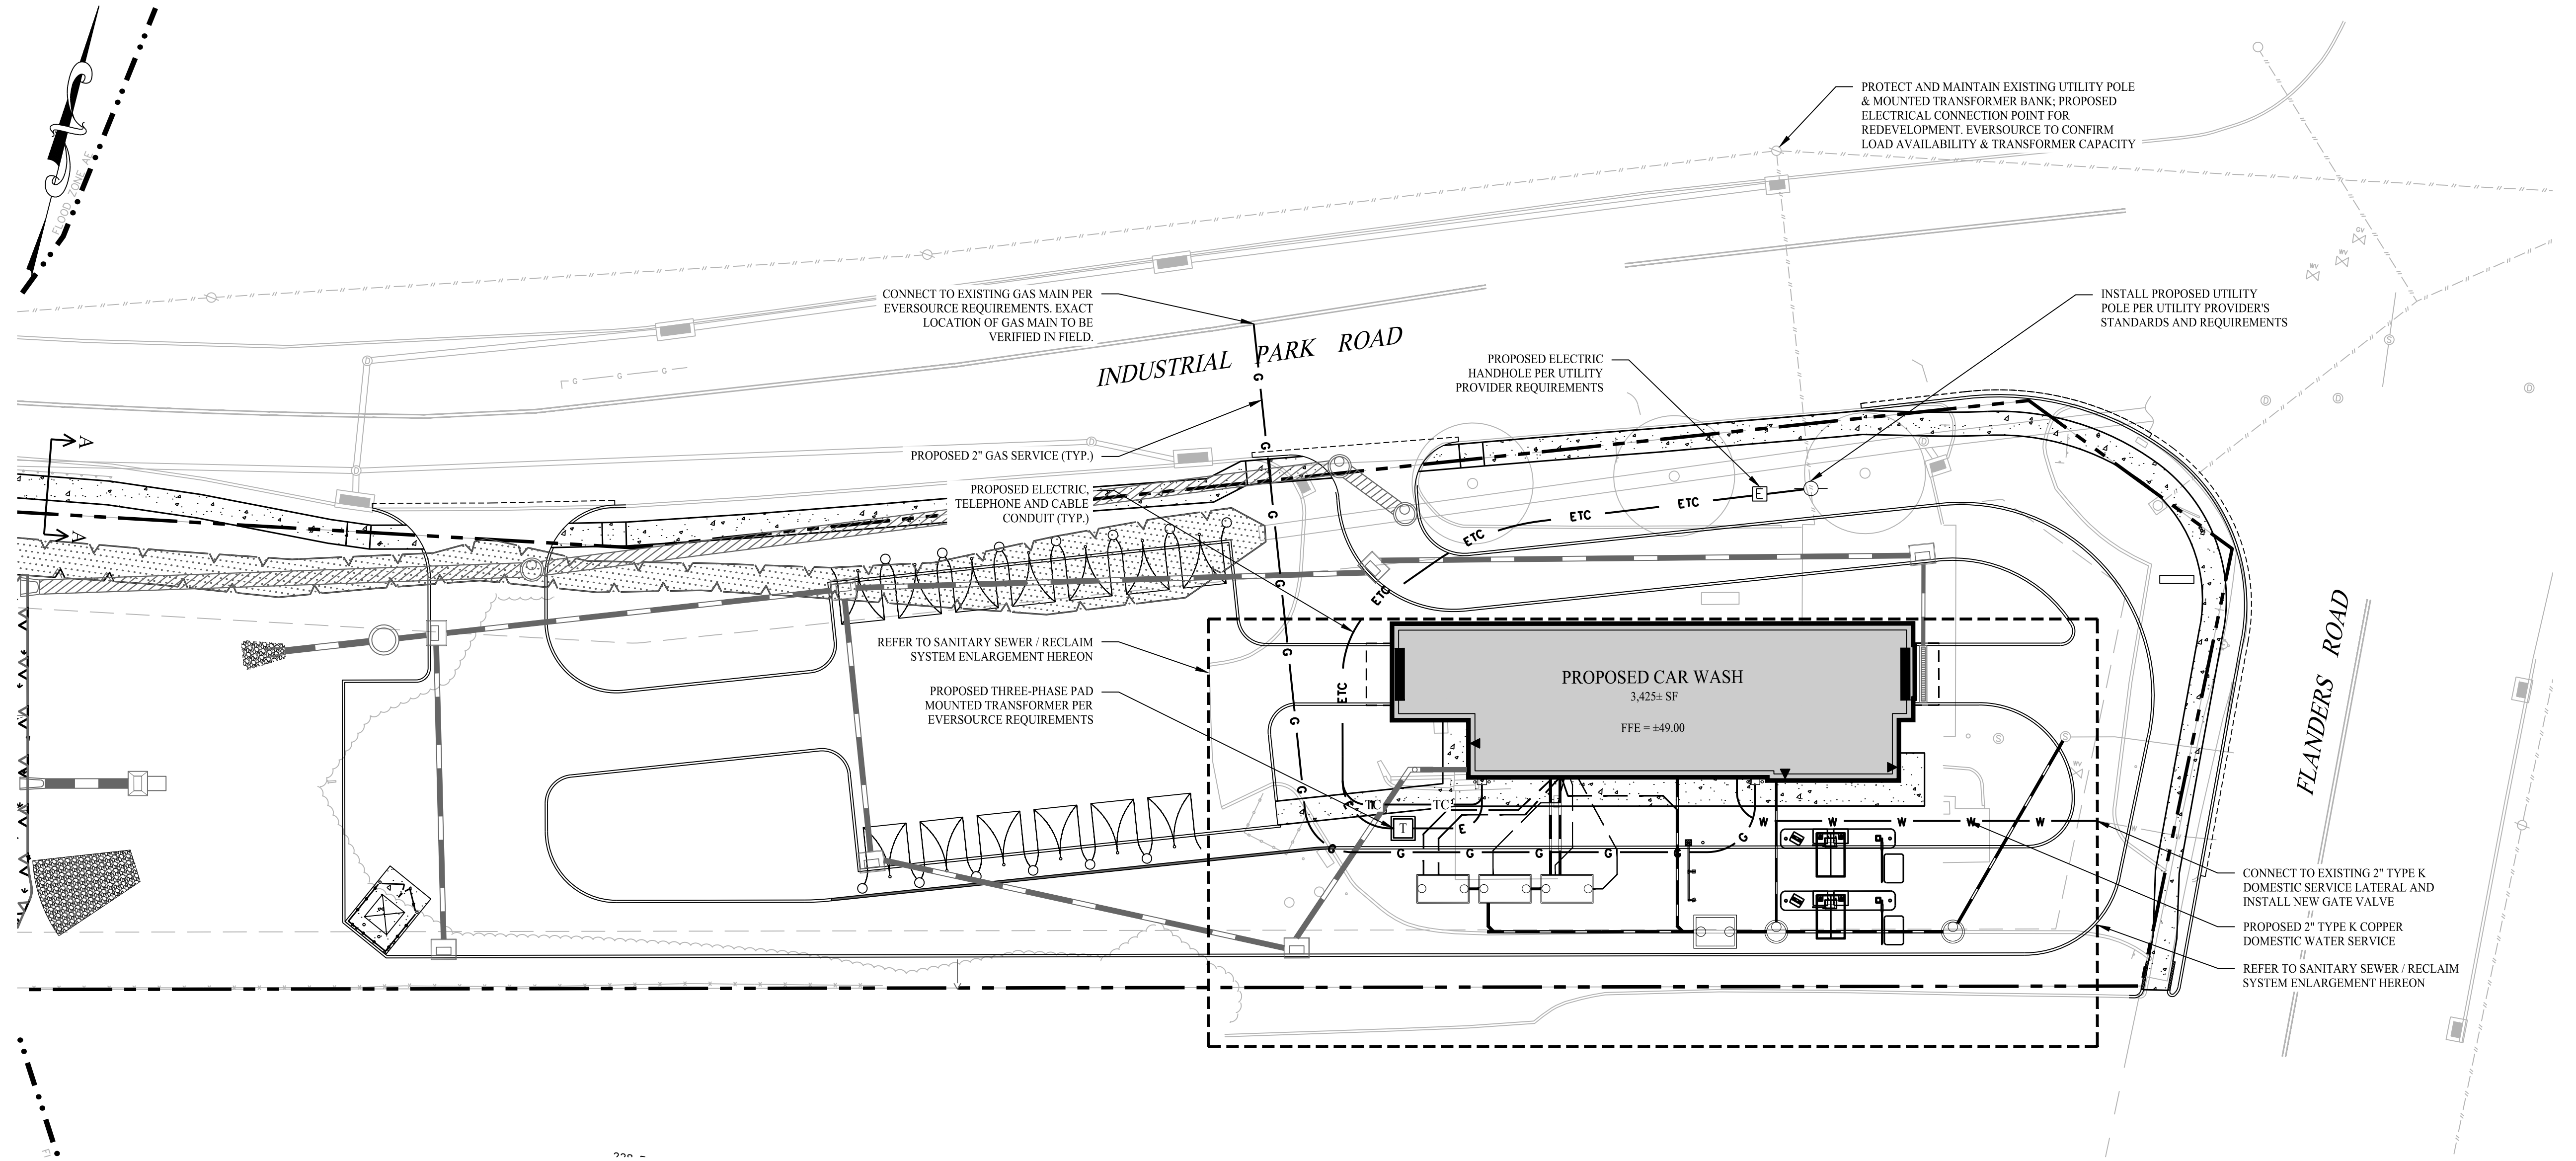 PROTECT AND MAINTAIN EXISTING UTILITY POLE
& MOUNTED TRANSFORMER BANK; PROPOSED
ELECTRICAL CONNECTION POINT FOR
REDEVELOPMENT. EVERSOURCE TO CONFIRM
LOAD AVAILABILITY & TRANSFORMER CAPACITY
FLOOD ZONE AE
GV
WV
WV
CONNECT TO EXISTING GAS MAIN PER
EVERSOURCE REQUIREMENTS. EXACT
LOCATION OF GAS MAIN TO BE
VERIFIED IN FIELD.
INSTALL PROPOSED UTILITY
POLE PER UTILITY PROVIDER'S
STANDARDS AND REQUIREMENTS
INDUSTRIAL PARK ROAD
PROPOSED ELECTRIC
HANDHOLE PER UTILITY
PROVIDER REQUIREMENTS
G G G
D
S
G
D
D
D
A
G
PROPOSED 2" GAS SERVICE (TYP.)
D
D
D
PROPOSED ELECTRIC,
TELEPHONE AND CABLE
CONDUIT (TYP.)
E
ETC ETC ETC
G
A
G
ETC
FLANDERS ROAD
REFER TO SANITARY SEWER / RECLAIM
SYSTEM ENLARGEMENT HEREON
G
PROPOSED CAR WASH
3,425± SF
FFE = ±49.00
PROPOSED THREE-PHASE PAD
MOUNTED TRANSFORMER PER
EVERSOURCE REQUIREMENTS
ETC
G
S
S
WV
G
TC TC
T
E
W W W W W
W
G
G G G G G G
CONNECT TO EXISTING 2" TYPE K
DOMESTIC SERVICE LATERAL AND
INSTALL NEW GATE VALVE
PROPOSED 2" TYPE K COPPER
DOMESTIC WATER SERVICE
REFER TO SANITARY SEWER / RECLAIM
SYSTEM ENLARGEMENT HEREON